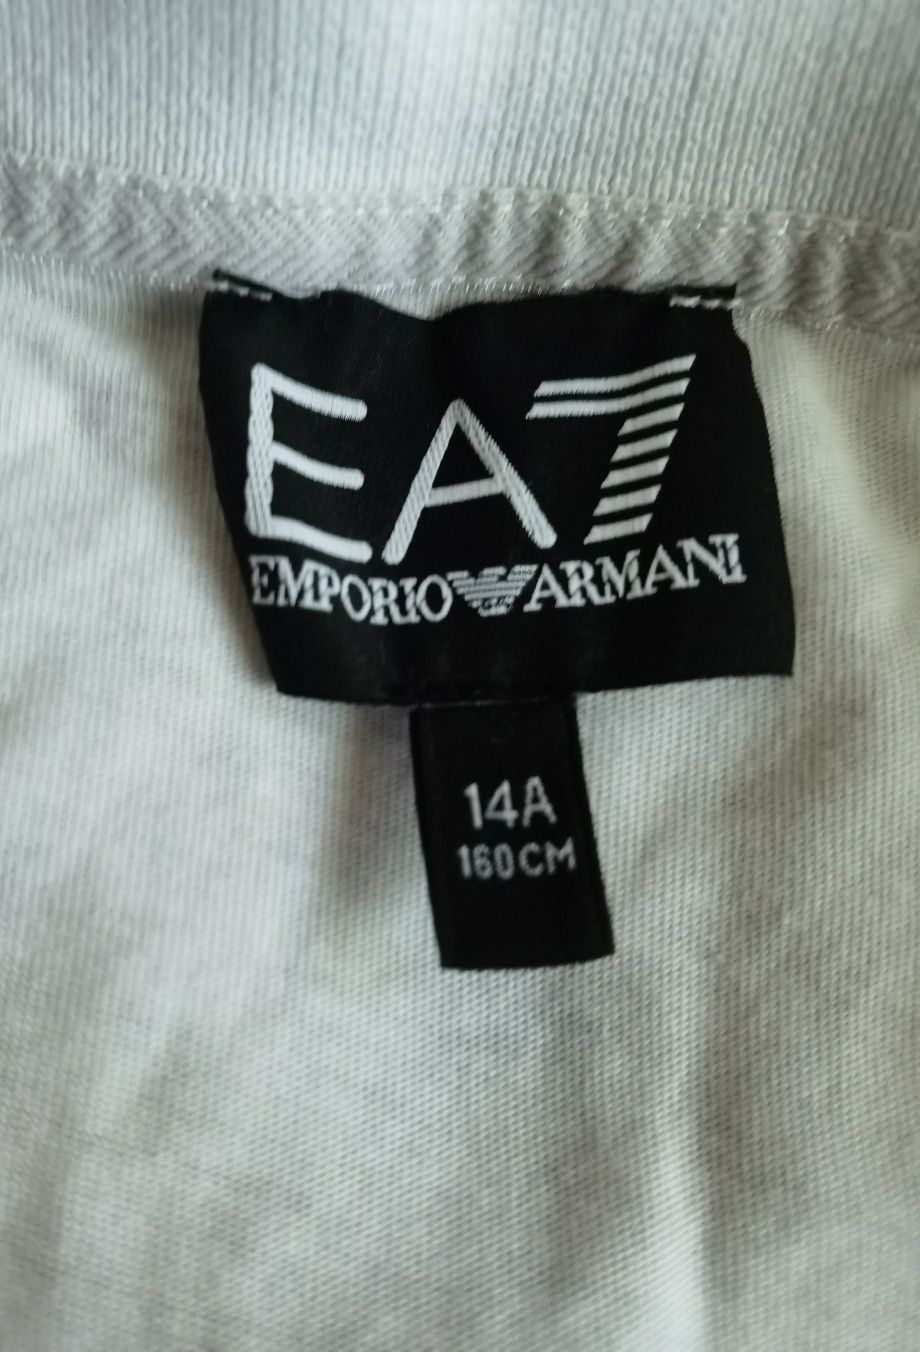 EA7
EMPORIO ARMANI
14A
160CM